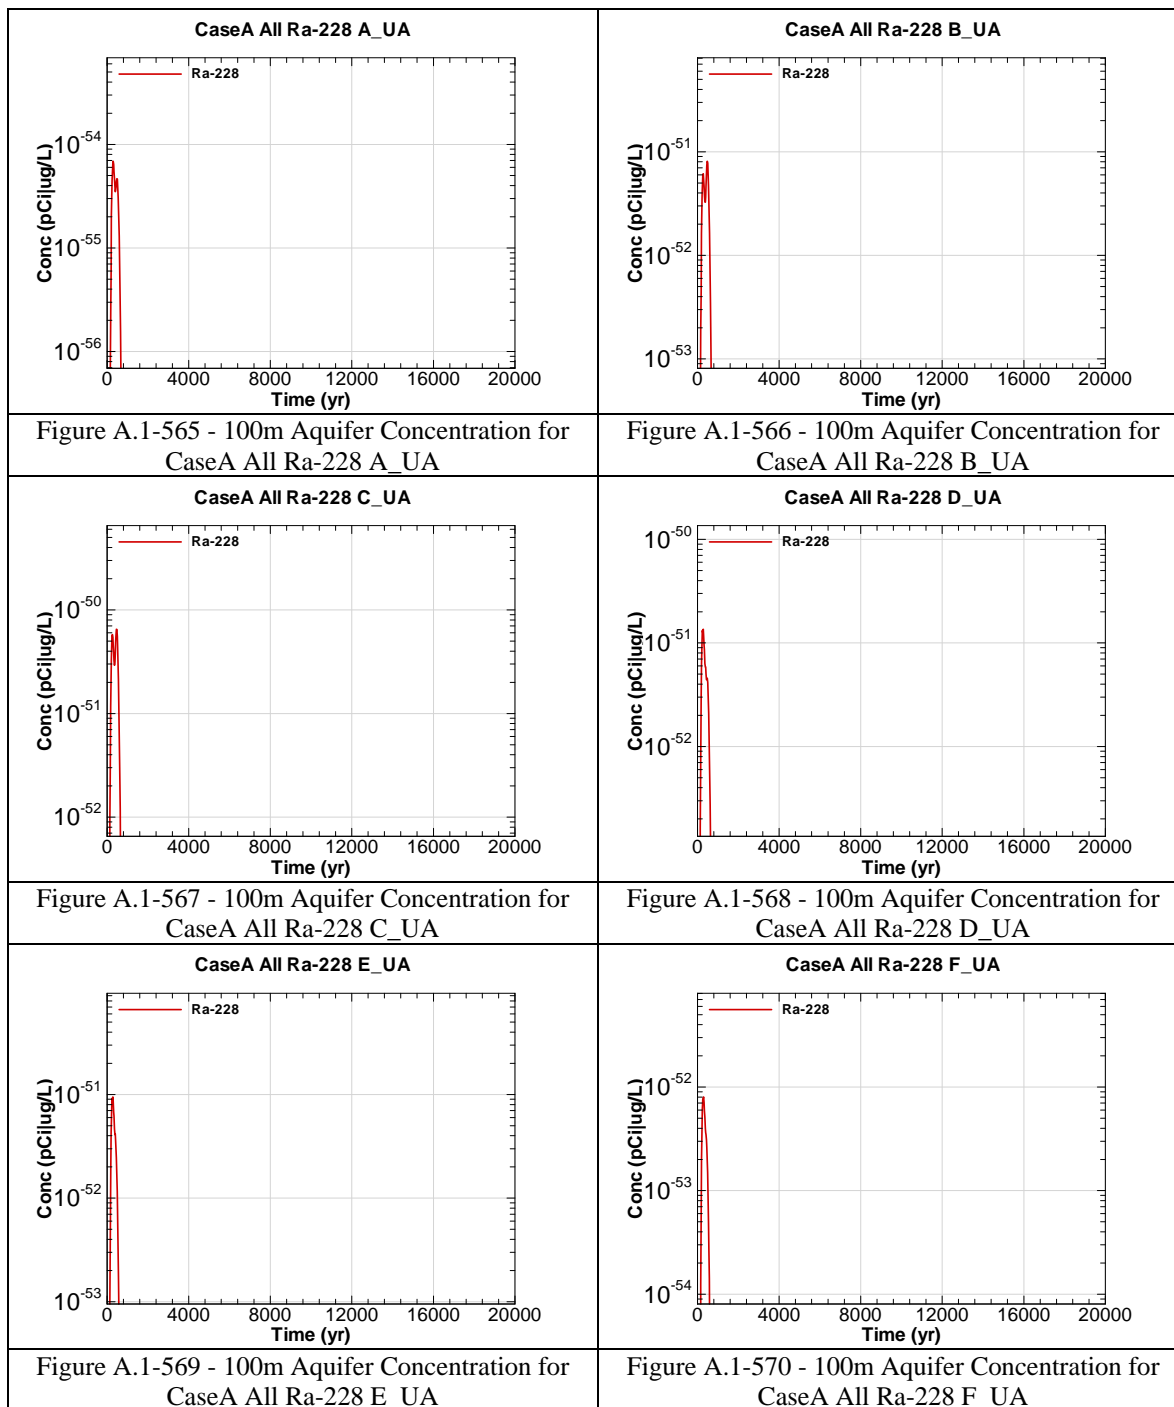 CaseA All Ra-228 A_UA
Ra-228
Conc (pCi|ug/L)
10-54
10-55
10-56
0 4000 8000 12000 16000 20000
Time (yr)
Figure A.1-565 - 100m Aquifer Concentration for
CaseA All Ra-228 A_UA
CaseA All Ra-228 B_UA
Ra-228
Conc (pCi|ug/L)
10-51
10-52
10-53
0 4000 8000 12000 16000 20000
Time (yr)
Figure A.1-566 - 100m Aquifer Concentration for
CaseA All Ra-228 B_UA
CaseA All Ra-228 C_UA
Ra-228
Conc (pCi|ug/L)
10-50
10-51
10-52
0 4000 8000 12000 16000 20000
Time (yr)
Figure A.1-567 - 100m Aquifer Concentration for
CaseA All Ra-228 C_UA
CaseA All Ra-228 D_UA
Ra-228
Conc (pCi|ug/L)
10-50
10-51
10-52
0 4000 8000 12000 16000 20000
Time (yr)
Figure A.1-568 - 100m Aquifer Concentration for
CaseA All Ra-228 D_UA
CaseA All Ra-228 E_UA
Ra-228
Conc (pCi|ug/L)
10-51
10-52
10-53
0 4000 8000 12000 16000 20000
Time (yr)
Figure A.1-569 - 100m Aquifer Concentration for
CaseA All Ra-228 E_UA
CaseA All Ra-228 F_UA
Ra-228
Conc (pCi|ug/L)
10-52
10-53
10-54
0 4000 8000 12000 16000 20000
Time (yr)
Figure A.1-570 - 100m Aquifer Concentration for
CaseA All Ra-228 F_UA